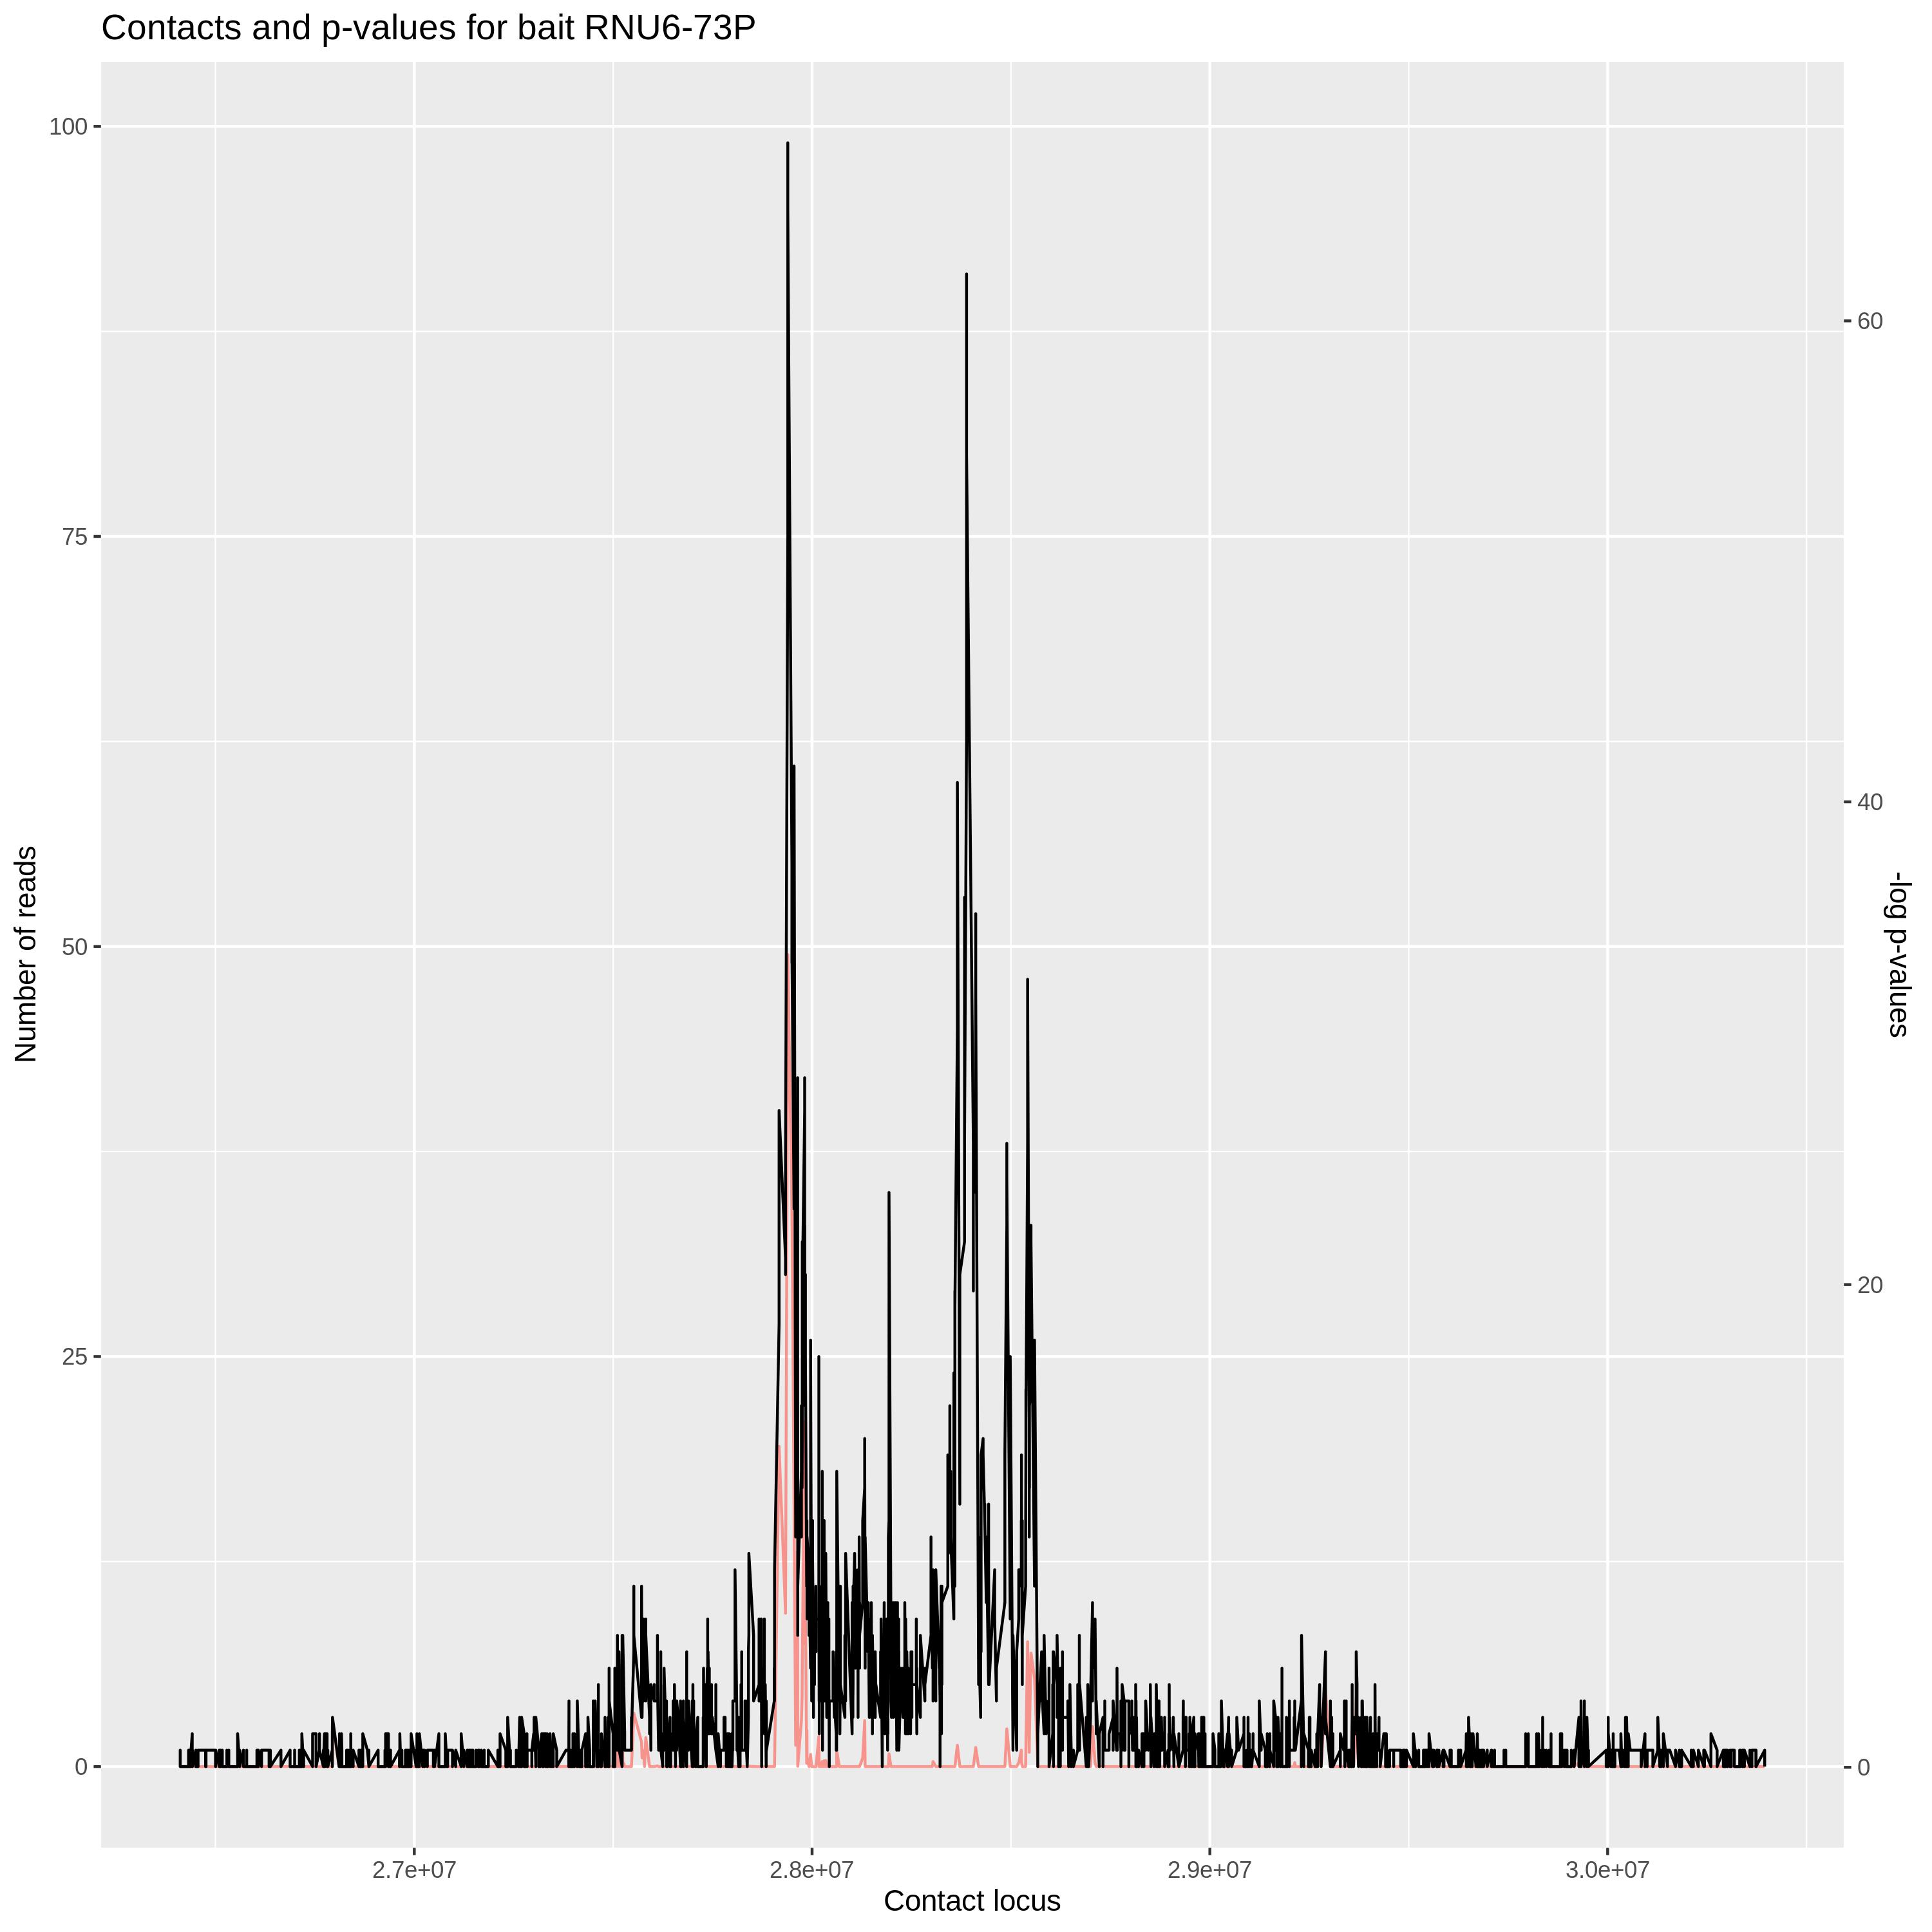 Contacts and p-values for bait RNU6-73P
100
75
50
25
0
Number of reads
60
40
20
0
-log p-values
2.7e+07
2.8e+07
2.9e+07
3.0e+07
Contact locus